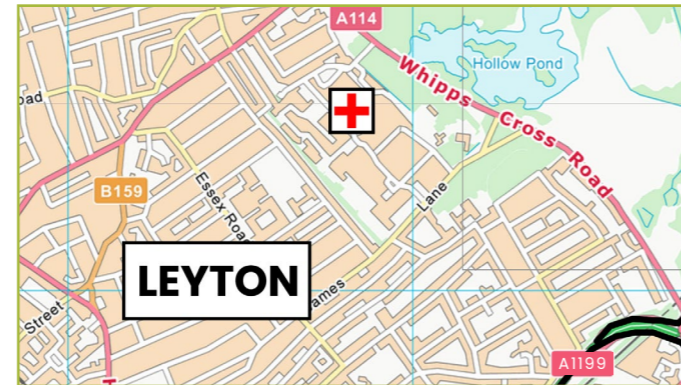 A114
Hollow Pond
Whipps Cross Road
oad
B159
Essex Road
Lane
LEYTON
ames
Street
A1199